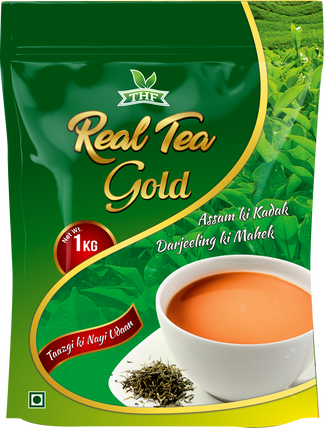 THF
Real Tea
Gold
Assam ki Kadak
Darjeeling ki Mahek
Net Wt.
1KG
Taazgi ki Nayi Udaan